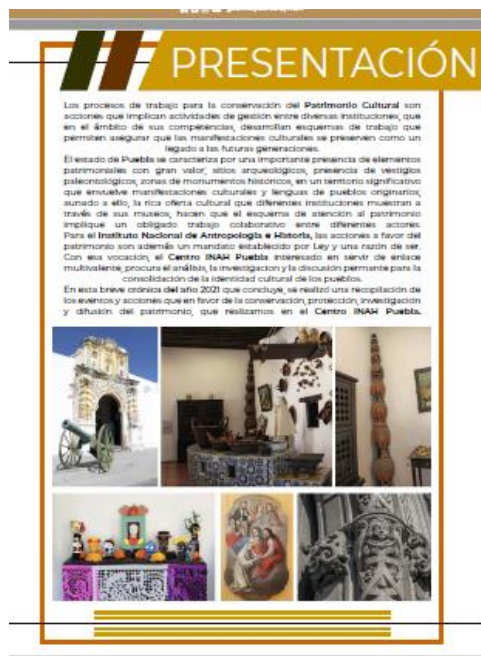 PRESENTACIÓN
Los procesos de trabajo para la conservación del Patrimonio Cultural son
acciones que implican actividades de gestión entre diversas instituciones, que
en el ámbito de sus competencias, desarrollan esquemas de trabajo que
permiten asegurar que las manifestaciones culturales se preserven como un
legado a las futuras generaciones.
El estado de Puebla se caracteriza por una importante presencia de elementos
patrimoniales con gran valor, sitios arqueológicos, presencia de vestigios
paleontológicos, zonas de monumentos históricos, en un territorio significativo
que envuelve manifestaciones culturales y lenguas de pueblos originarios,
aunado a ello, la rica oferta cultural que diferentes instituciones muestran a
través de sus museos, hacen que el esquema de atención al patrimonio
implique un obligado trabajo colaborativo entre diferentes actores.
Para el Instituto Nacional de Antropología e Historia, las acciones a favor del
patrimonio son además un mandato establecido por Ley y una razón de ser.
Con esa vocación, el Centro INAH Puebla interesado en servir de enlace
multivalente, procura el análisis, la investigacion y la discusión permante para la
consolidación de la identidad cultural de los pueblos.
En esta breve crónica del año 2021 que concluye, se realizó una recopilación de
los eventos y acciones que en favor de la conservación, protección, investigación
y difusión del patrimonio, que realizamos en el Centro INAH Puebla.